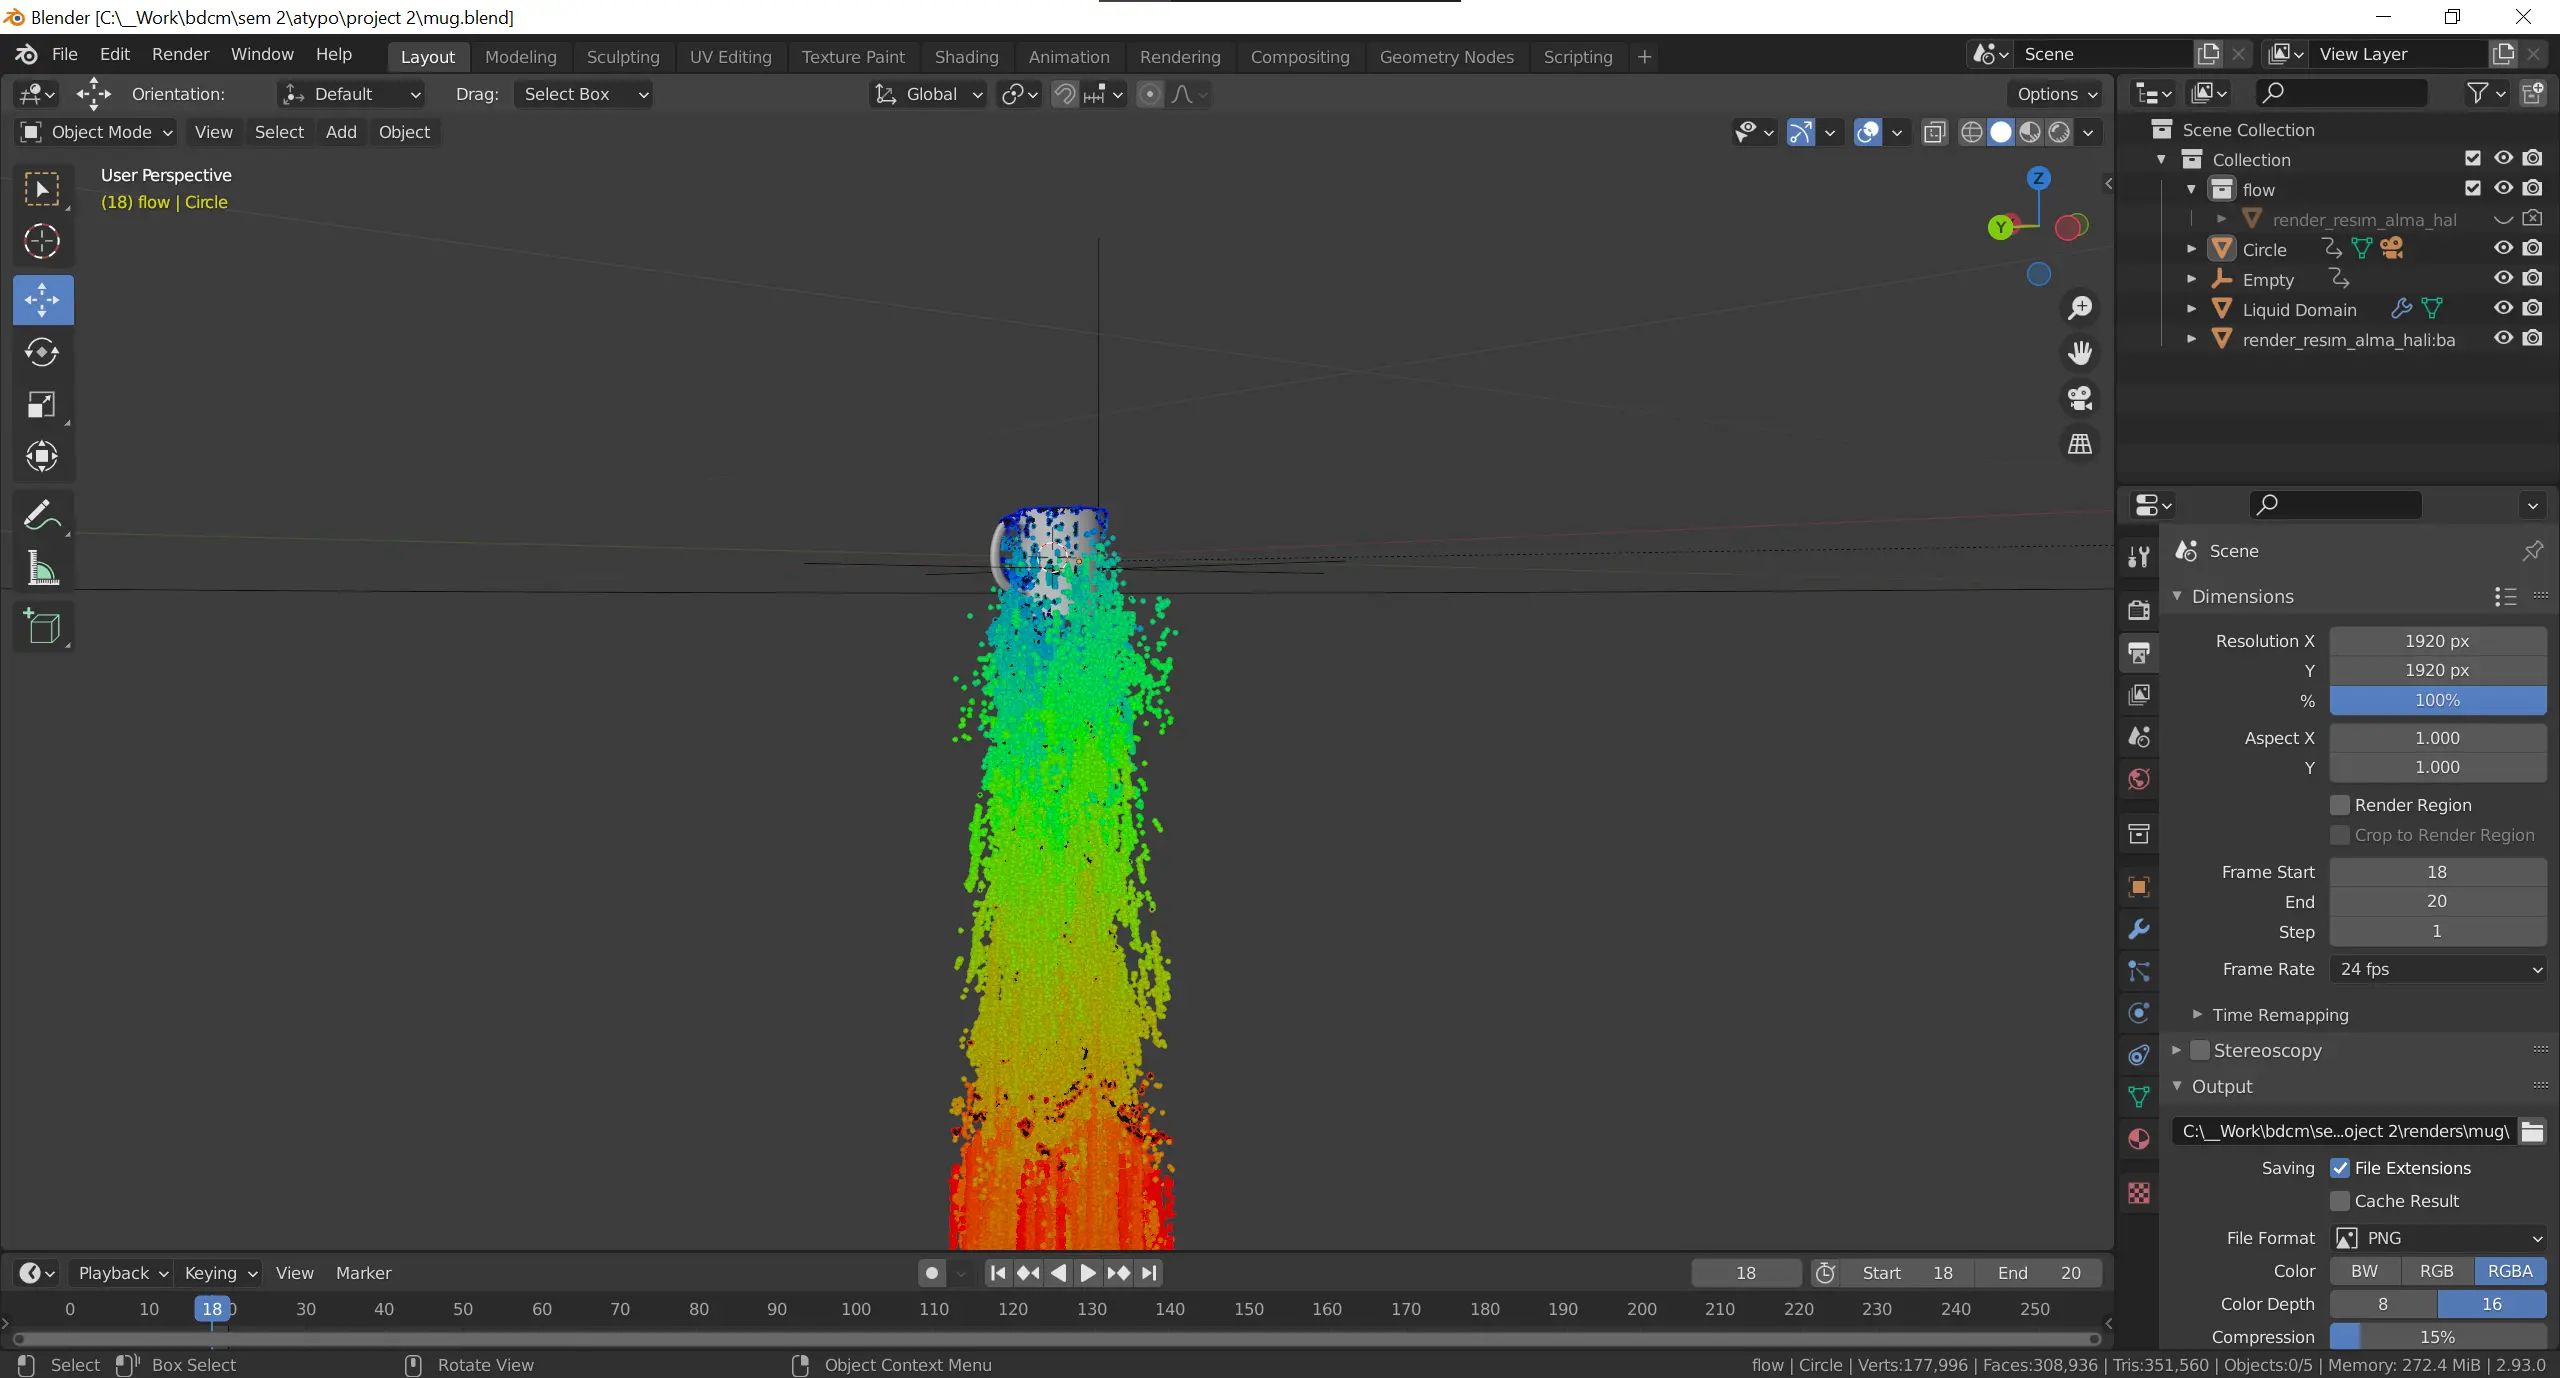 Blender [C:\__Work\bdcm\sem 2\atypo\project 2\mug.blend]
File Edit Render Window Help Layout Modeling Sculpting UV Editing Texture Paint Shading Animation Rendering Compositing Geometry Nodes Scripting + Scene View Layer
Orientation: Default Drag: Select Box Global Options
Object Mode View Select Add Object
User Perspective
(18) flow | Circle
Z
Y
Scene Collection
Collection
flow
render_resim_alma_hal
Circle
Empty
Liquid Domain
render_resim_alma_hali:ba
Scene
Dimensions
Resolution X 1920 px
Y 1920 px
% 100%
Aspect X 1.000
Y 1.000
Render Region
Crop to Render Region
Frame Start 18
End 20
Step 1
Frame Rate 24 fps
Time Remapping
Stereoscopy
Output
C:\__Work\bdcm\se...oject 2\renders\mug\
Saving File Extensions
Cache Result
File Format PNG
Color BW RGB RGBA
Color Depth 8 16
Compression 15%
Playback Keying View Marker 18 Start 18 End 20
0 10 18 0 30 40 50 60 70 80 90 100 110 120 130 140 150 160 170 180 190 200 210 220 230 240 250
Select Box Select Rotate View Object Context Menu flow | Circle | Verts:177,996 | Faces:308,936 | Tris:351,560 | Objects:0/5 | Memory: 272.4 MiB | 2.93.0